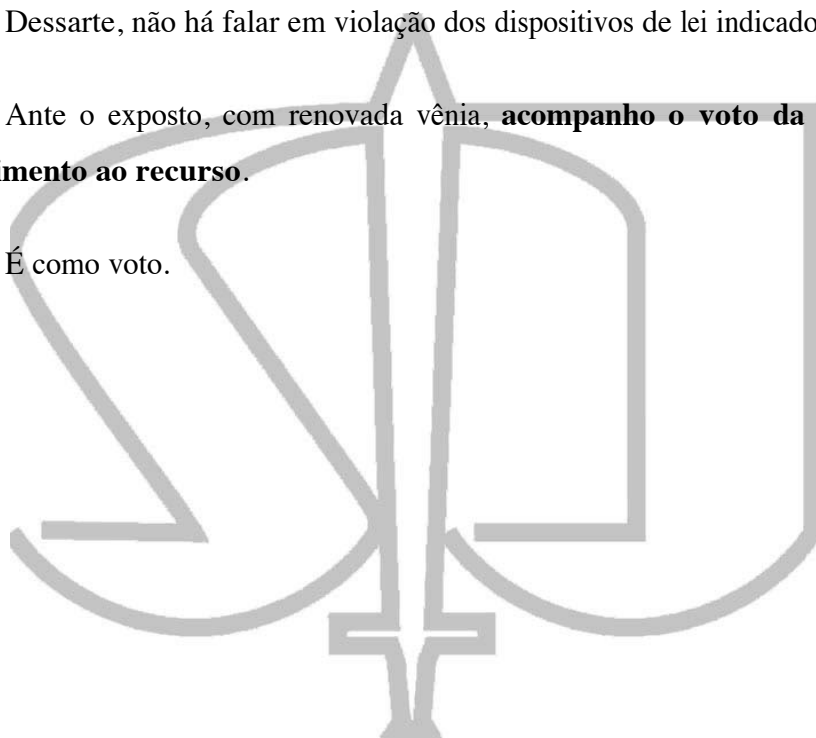 Dessarte, não há falar em violação dos dispositivos de lei indicado
Ante o exposto, com renovada vênia, acompanho o voto da
imento ao recurso.
É como voto.